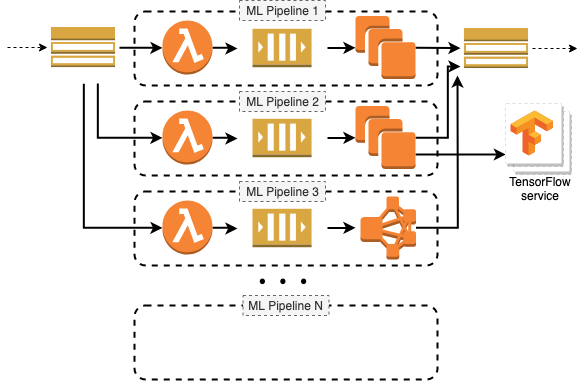 ML Pipeline 1
ML Pipeline 2
TensorFlow
service
ML Pipeline 3
ML Pipeline N